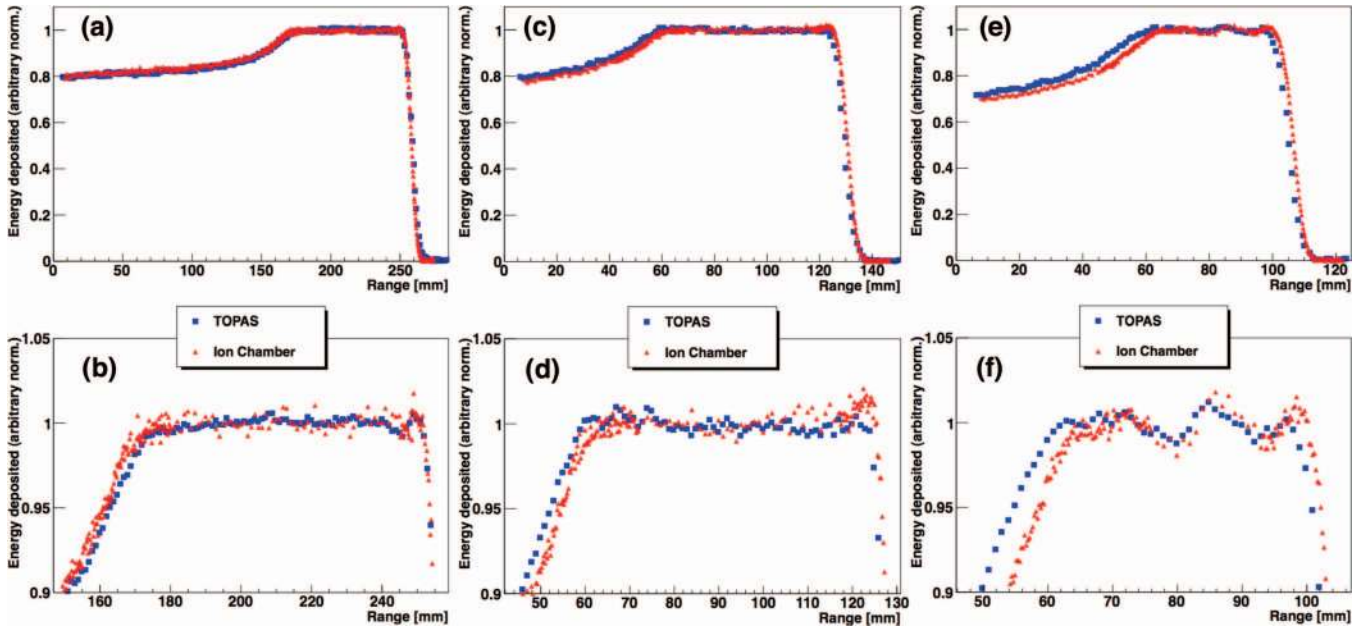 (a)
Energy deposited (arbitrary norm.)
1
0.8
0.6
0.4
0.2
0
0 50 100 150 200 250
Range [mm]
(c)
Energy deposited (arbitrary norm.)
1
0.8
0.6
0.4
0.2
0
0 20 40 60 80 100 120 140
Range [mm]
(e)
Energy deposited (arbitrary norm.)
1
0.8
0.6
0.4
0.2
0
0 20 40 60 80 100 120
Range [mm]
TOPAS
Ion Chamber
(b)
Energy deposited (arbitrary norm.)
1.05
1
0.95
0.9
160 180 200 220 240
Range [mm]
TOPAS
Ion Chamber
(d)
Energy deposited (arbitrary norm.)
1.05
1
0.95
0.9
50 60 70 80 90 100 110 120 130
Range [mm]
TOPAS
Ion Chamber
(f)
Energy deposited (arbitrary norm.)
1.05
1
0.95
0.9
50 60 70 80 90 100
Range [mm]